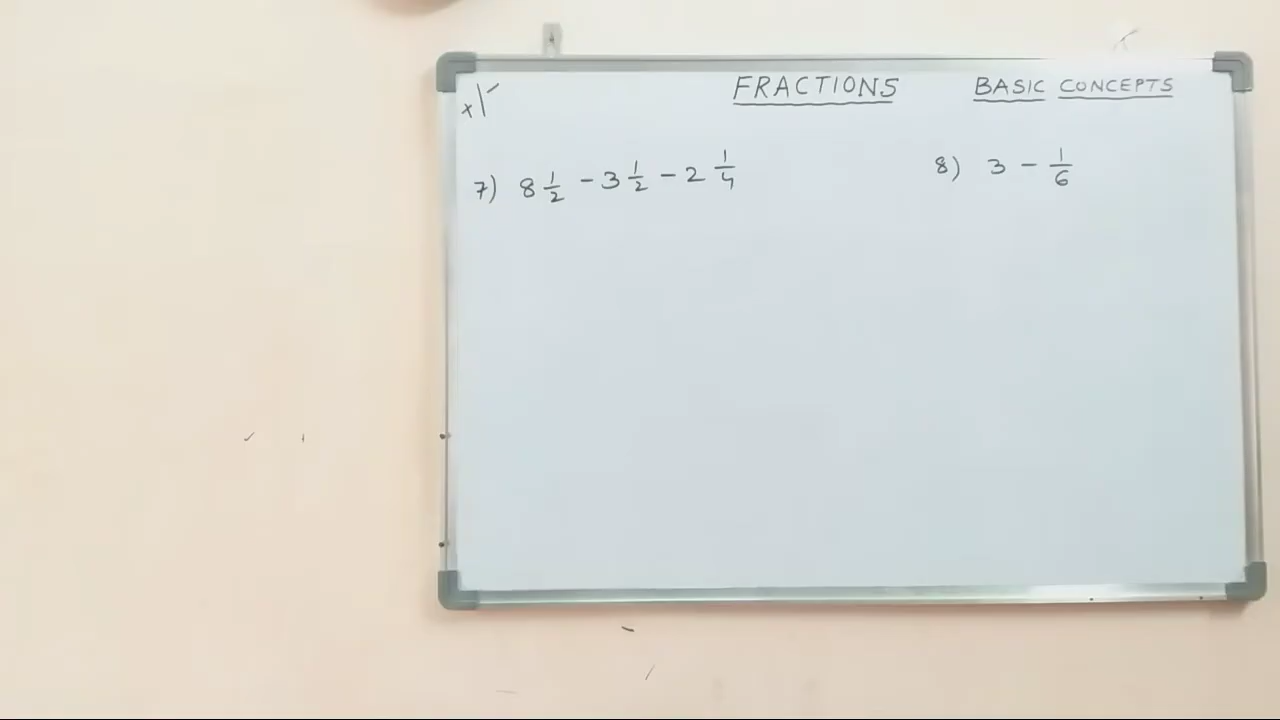 FRACTIONS BASIC CONCEPTS
7) 8 1/2 - 3 1/2 - 2 1/4
8) 3 - 1/6